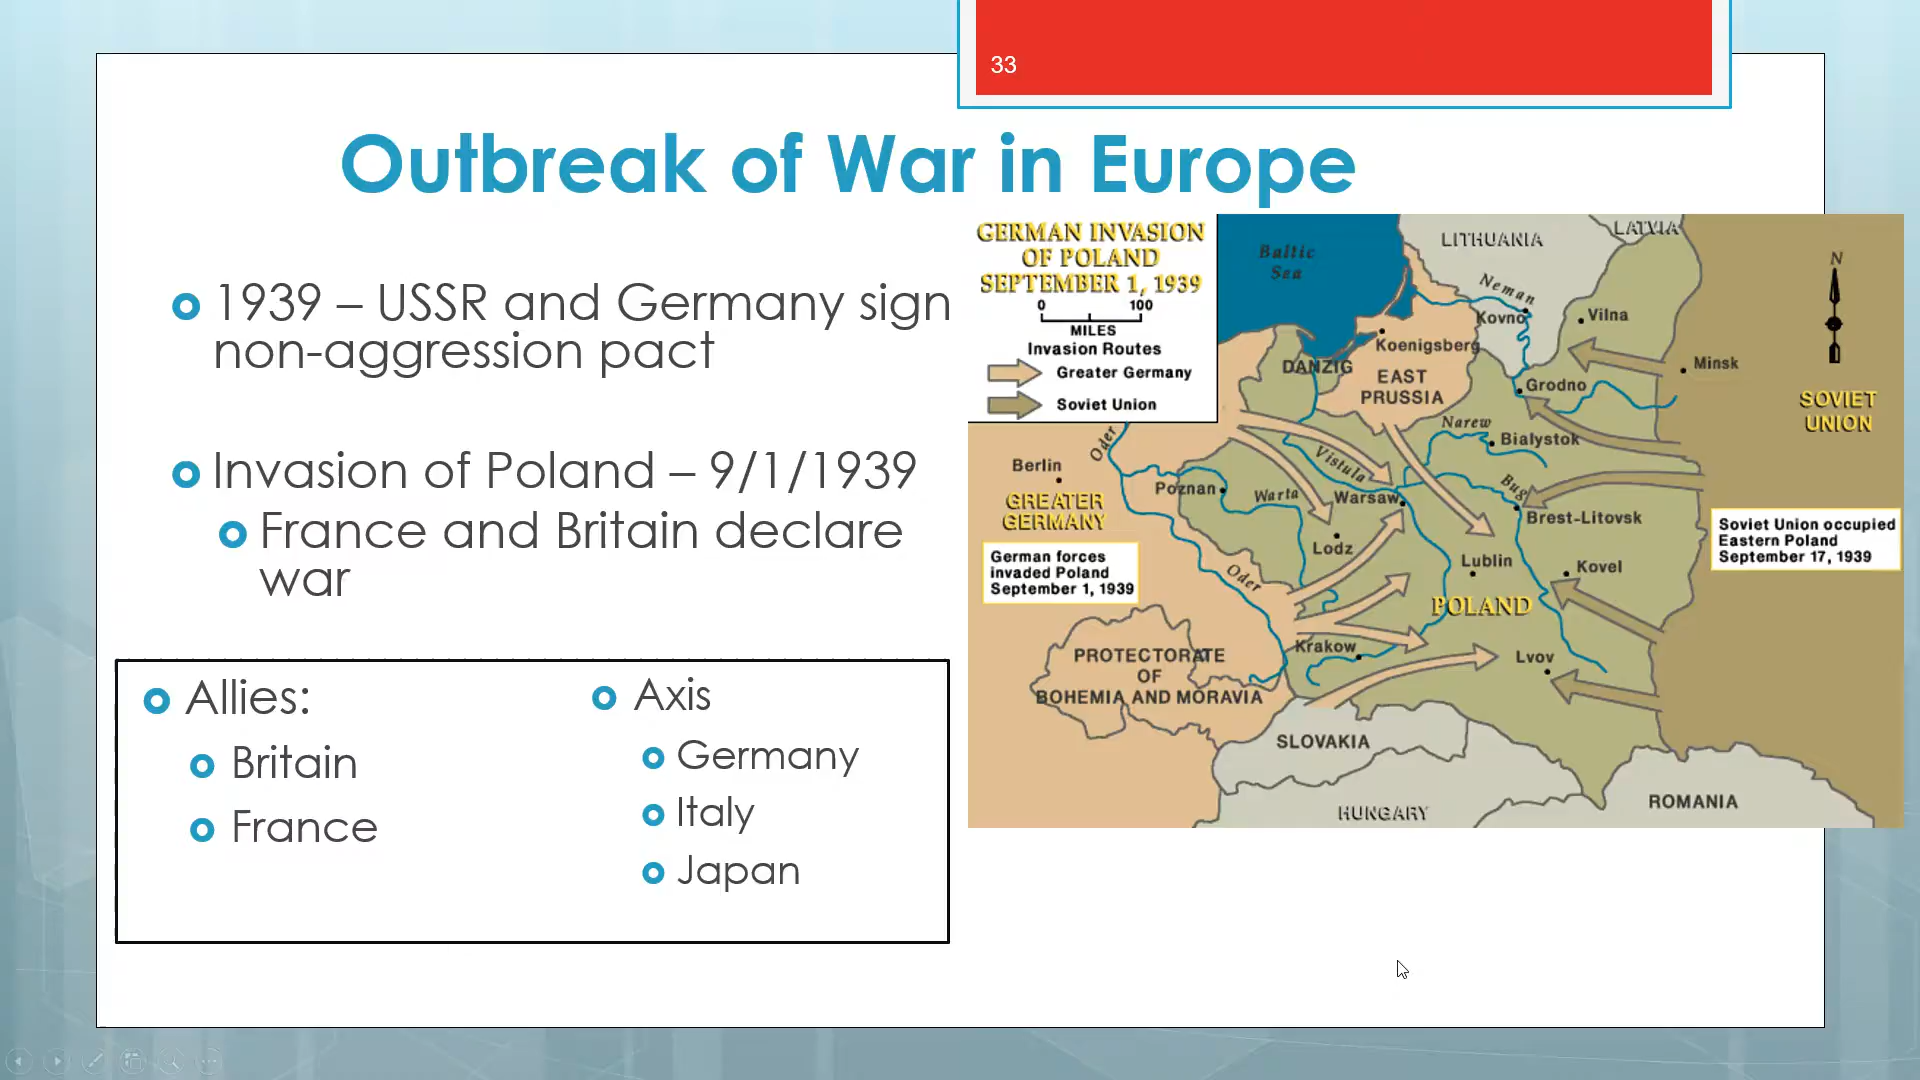 33
Outbreak of War in Europe
1939 – USSR and Germany sign
non-aggression pact
Invasion of Poland – 9/1/1939
France and Britain declare
war
Allies:
Britain
France
Axis
Germany
Italy
Japan
GERMAN INVASION
OF POLAND
SEPTEMBER 1, 1939
0 100
MILES
Invasion Routes
Greater Germany
Soviet Union
Baltic
Sea
LITHUANIA
LATVIA
N
Neman
Kovno
Vilna
Koenigsberg
DANZIG
EAST
PRUSSIA
Minsk
Grodno
SOVIET
UNION
Narew
Bialystok
Oder
Berlin
GREATER
GERMANY
Poznan
Warta
Vistula
Warsaw
Bug
Brest-Litovsk
Soviet Union occupied
Eastern Poland
September 17, 1939
German forces
invaded Poland
September 1, 1939
Lodz
Oder
Lublin
Kovel
POLAND
PROTECTORATE
OF
BOHEMIA AND MORAVIA
Krakow
Lvov
SLOVAKIA
HUNGARY
ROMANIA